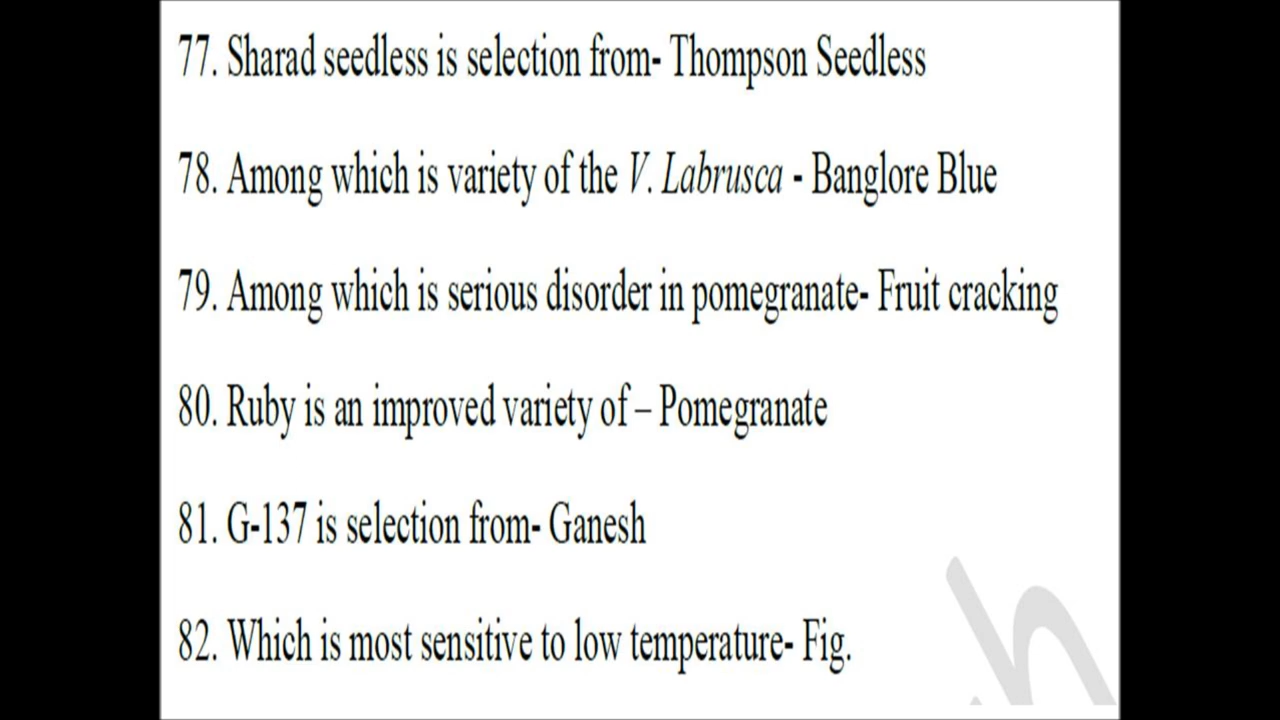 77. Sharad seedless is selection from- Thompson Seedless
78. Among which is variety of the V. Labrusca - Banglore Blue
79. Among which is serious disorder in pomegranate- Fruit cracking
80. Ruby is an improved variety of – Pomegranate
81. G-137 is selection from- Ganesh
82. Which is most sensitive to low temperature- Fig.